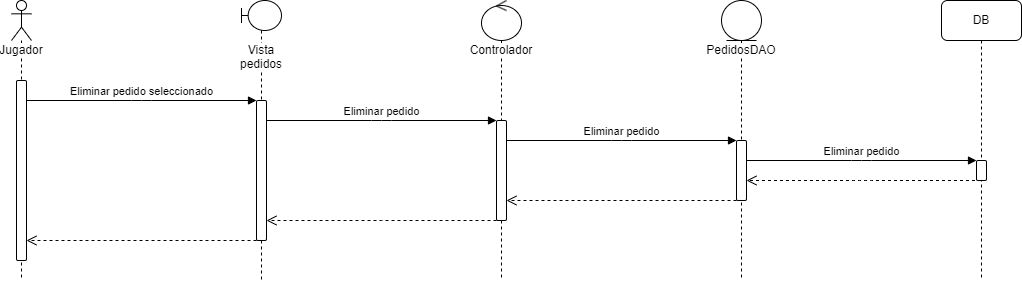 Jugador
Vista
pedidos
Controlador
PedidosDAO
DB
Eliminar pedido seleccionado
Eliminar pedido
Eliminar pedido
Eliminar pedido